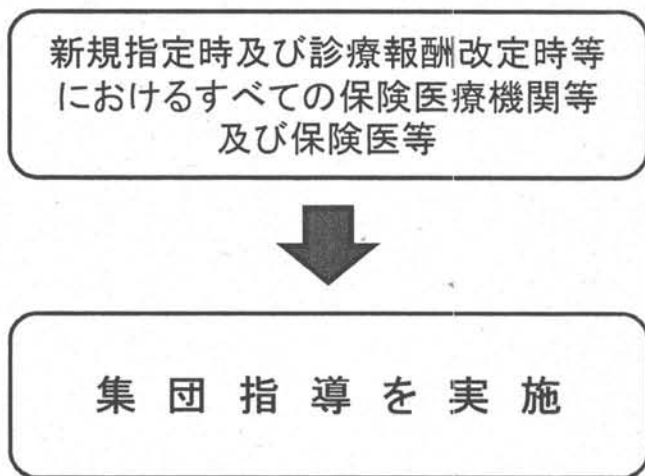 新規指定時及び診療報酬改定時等
におけるすべての保険医療機関等
及び保険医等
集団指導を実施